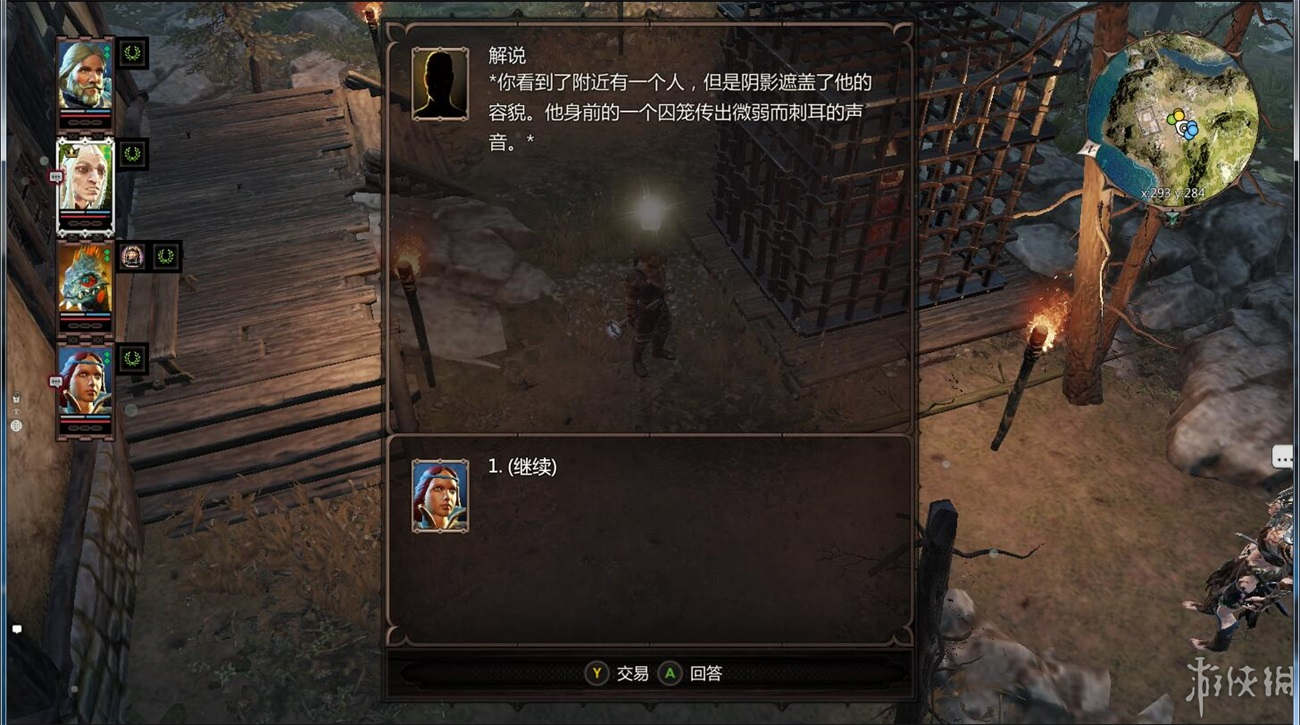 解说
*你看到了附近有一个人，但是阴影遮盖了他的
容貌。他身前的一个囚笼传出微弱而刺耳的声
音。*
x:293 y:284
1. (继续)
Y 交易 A 回答
游侠网